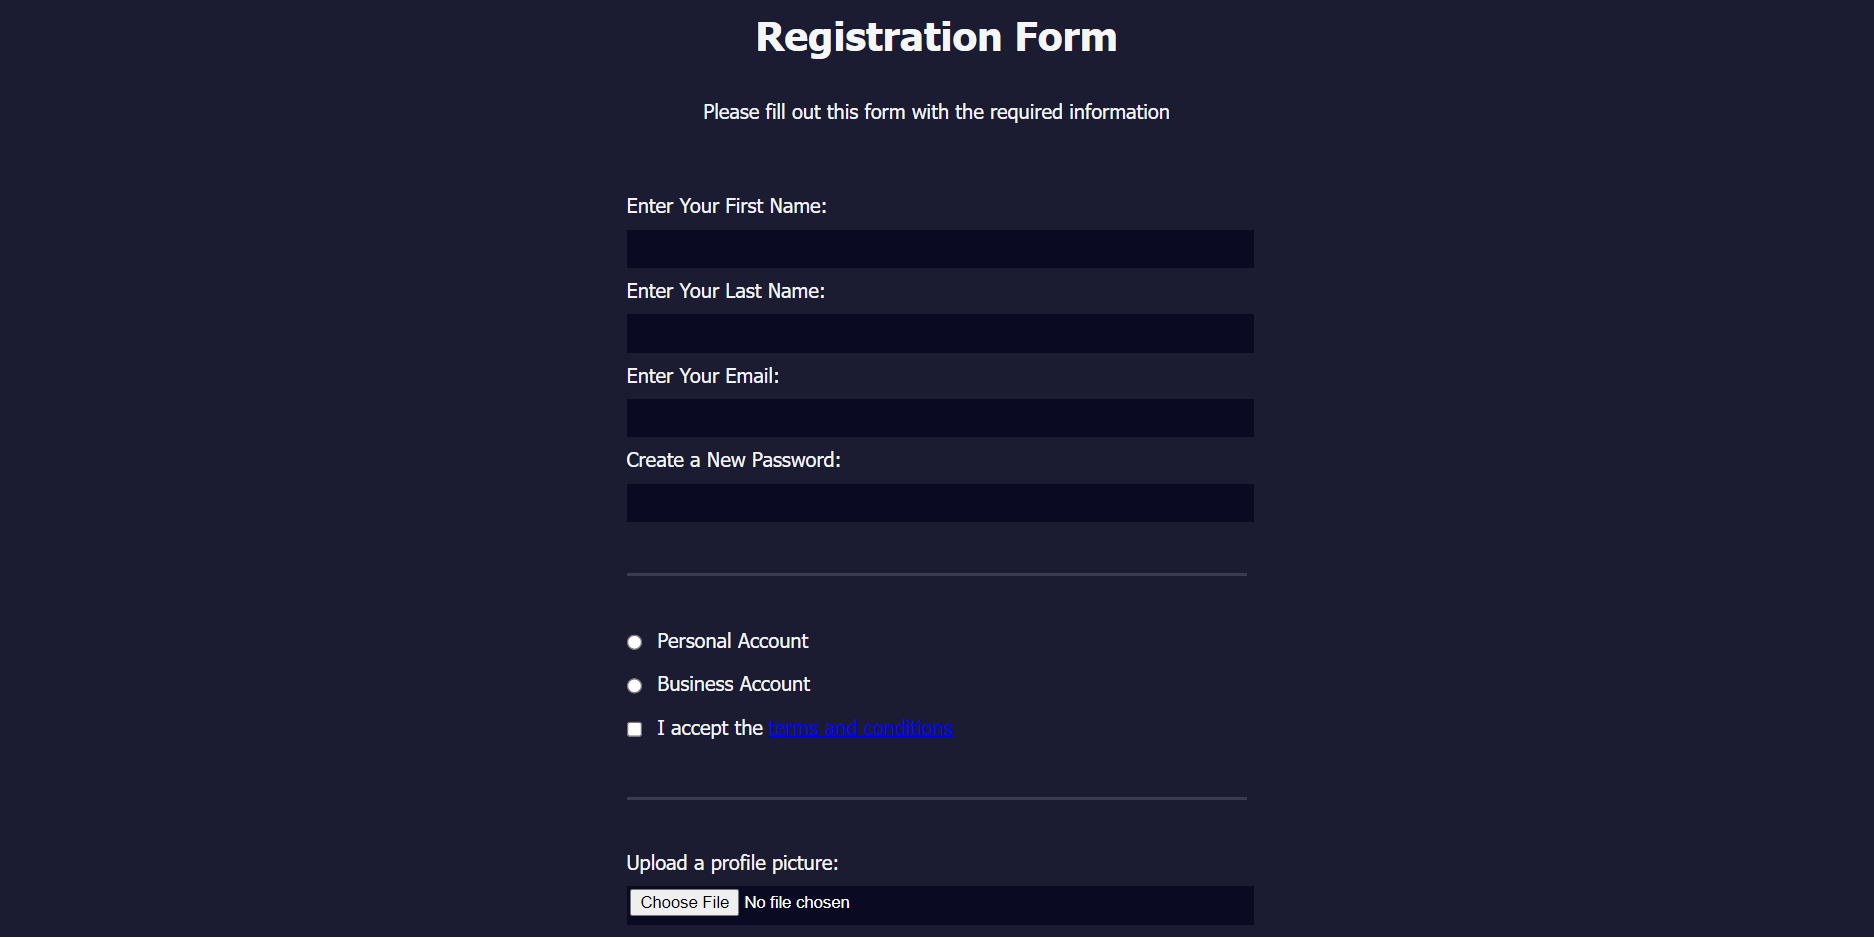 Registration Form
Please fill out this form with the required information
Enter Your First Name:
Enter Your Last Name:
Enter Your Email:
Create a New Password:
Personal Account
Business Account
I accept the terms and conditions
Upload a profile picture:
Choose File No file chosen